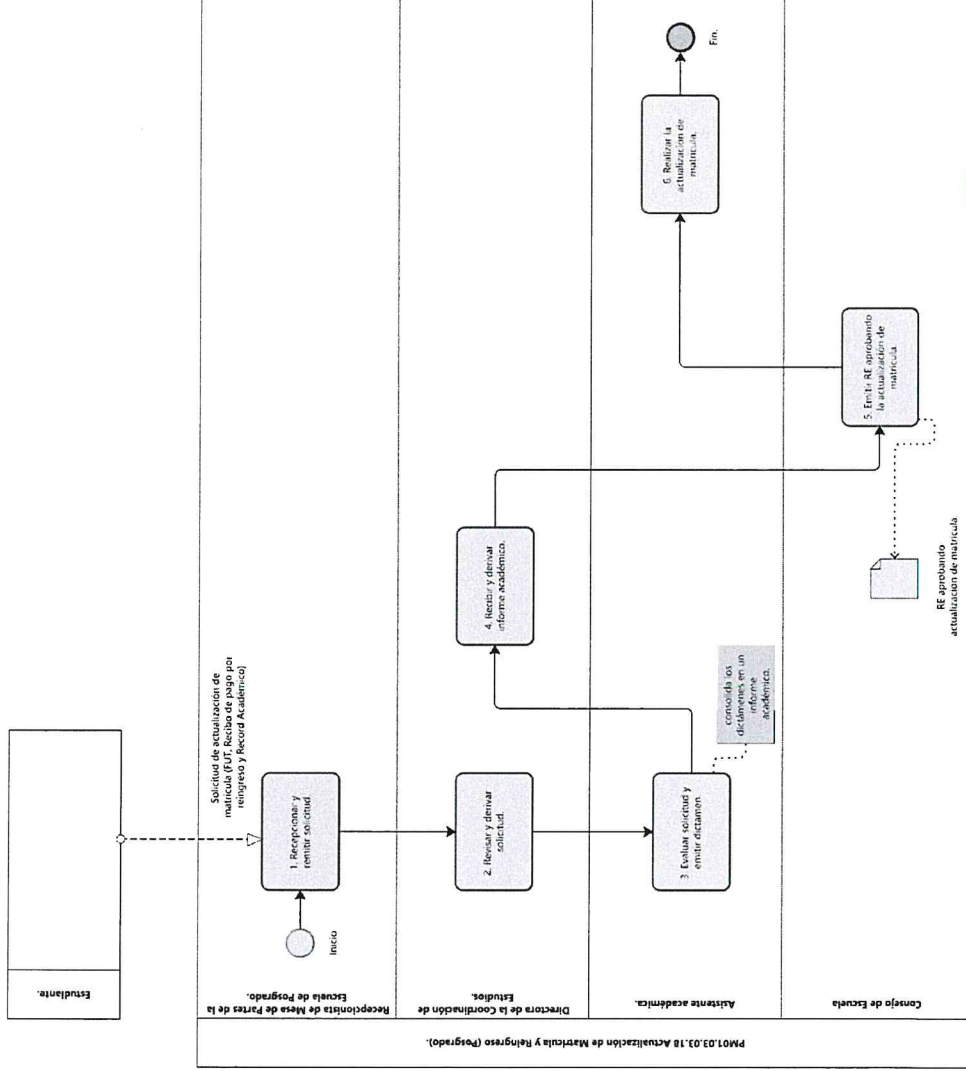 Estudiante.
PM01.03.03.18 Actualización de Matrícula y Reingreso (Posgrado).
Recepcionista de Mesa de Partes de la
Escuela de Posgrado.
Inicio
Solicitud de actualización de
matrícula (FUT, Recibo de pago por
reingreso y Record Académico)
1. Recepcionar y
remitir solicitud.
Directora de la Coordinación de
Estudios.
2. Revisar y derivar
solicitud.
4. Recibir y derivar
informe académico.
Asistente académica.
3. Evaluar solicitud y
emitir dictamen
consolida los
dictámenes en un
informe
académico.
6. Realizar la
actualización de
matrícula.
Fin.
Consejo de Escuela
5. Emitir RE aprobando
la actualización de
matrícula.
RE aprobando
actualización de matrícula.